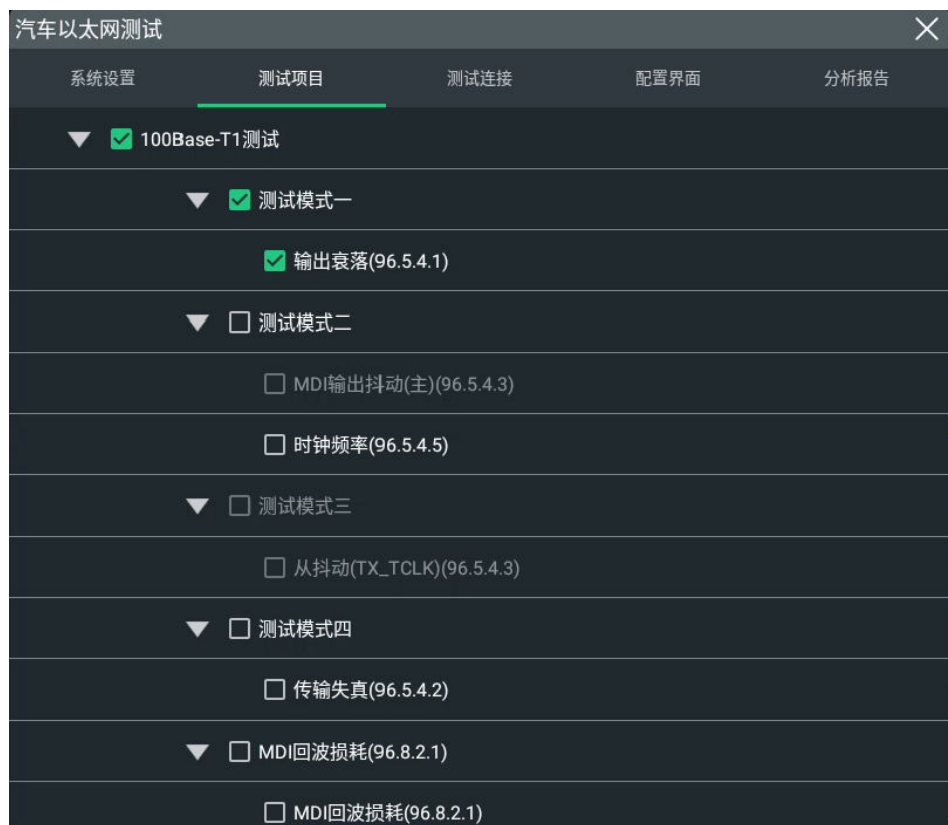 汽车以太网测试
系统设置 测试项目 测试连接 配置界面 分析报告
100Base-T1测试
测试模式一
输出衰落(96.5.4.1)
测试模式二
MDI输出抖动(主)(96.5.4.3)
时钟频率(96.5.4.5)
测试模式三
从抖动(TX_TCLK)(96.5.4.3)
测试模式四
传输失真(96.5.4.2)
MDI回波损耗(96.8.2.1)
MDI回波损耗(96.8.2.1)